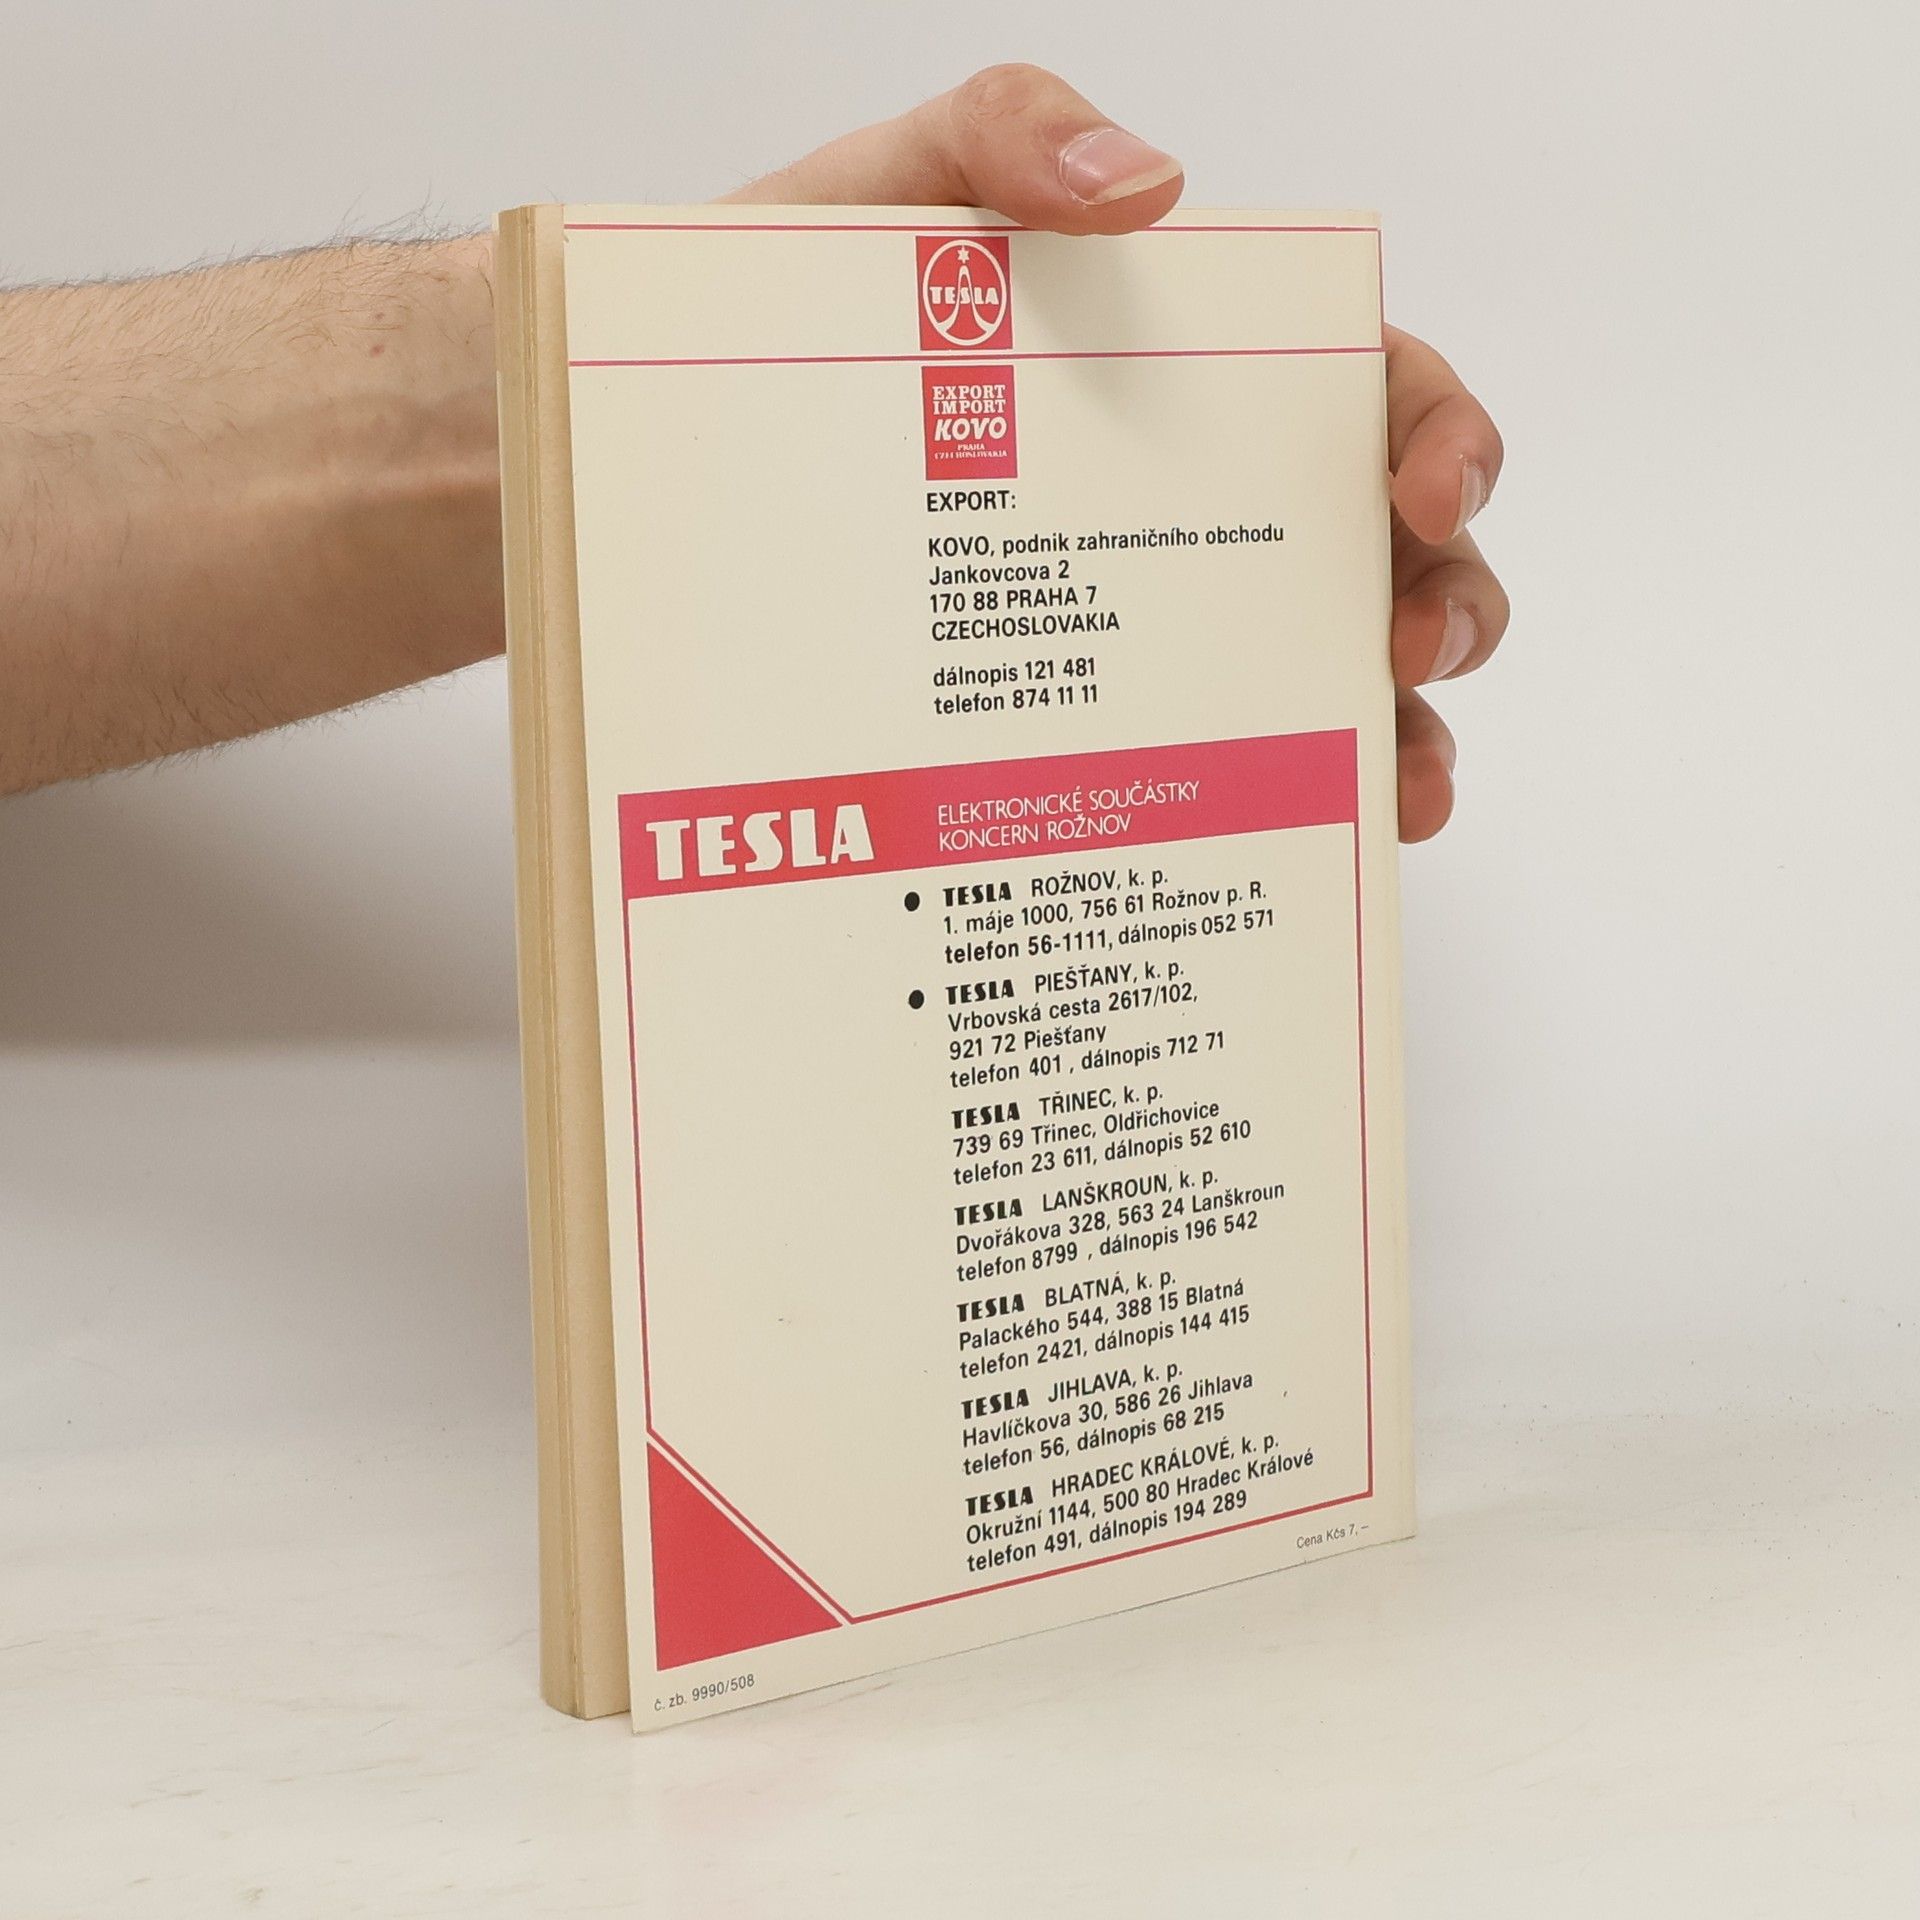 TESLA
EXPORT
IMPORT
KOVO
PRAHA
CZECHOSLOVAKIA
EXPORT:
KOVO, podnik zahraničního obchodu
Jankovcova 2
170 88 PRAHA 7
CZECHOSLOVAKIA
dálnopis 121 481
telefon 874 11 11
TESLA ELEKTRONICKÉ SOUČÁSTKY
KONCERN ROŽNOV
● TESLA ROŽNOV, k. p.
1. máje 1000, 756 61 Rožnov p. R.
telefon 56-1111, dálnopis 052 571
● TESLA PIEŠŤANY, k. p.
Vrbovská cesta 2617/102,
921 72 Piešťany
telefon 401 , dálnopis 712 71
TESLA TŘINEC, k. p.
739 69 Třinec, Oldřichovice
telefon 23 611, dálnopis 52 610
TESLA LANŠKROUN, k. p.
Dvořákova 328, 563 24 Lanškroun
telefon 8799 , dálnopis 196 542
TESLA BLATNÁ, k. p.
Palackého 544, 388 15 Blatná
telefon 2421, dálnopis 144 415
TESLA JIHLAVA, k. p.
Havlíčkova 30, 586 26 Jihlava
telefon 56, dálnopis 68 215
TESLA HRADEC KRÁLOVÉ, k. p.
Okružní 1144, 500 80 Hradec Králové
telefon 491, dálnopis 194 289
Cena Kčs 7,–
č. zb. 9990/508